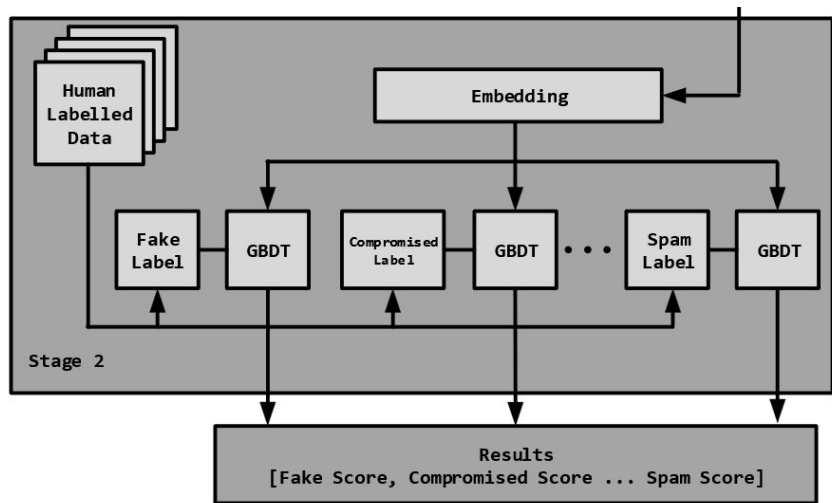 Human
Labelled
Data
Embedding
Fake
Label
GBDT
Compromised
Label
GBDT
Spam
Label
GBDT
Stage 2
Results
[Fake Score, Compromised Score ... Spam Score]